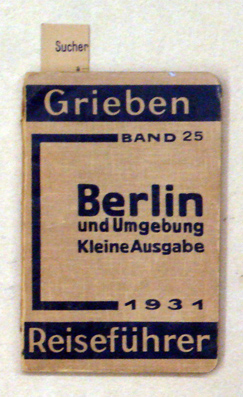 Sucher
Grieben
BAND 25
Berlin
und Umgebung
Kleine Ausgabe
1931
Reiseführer